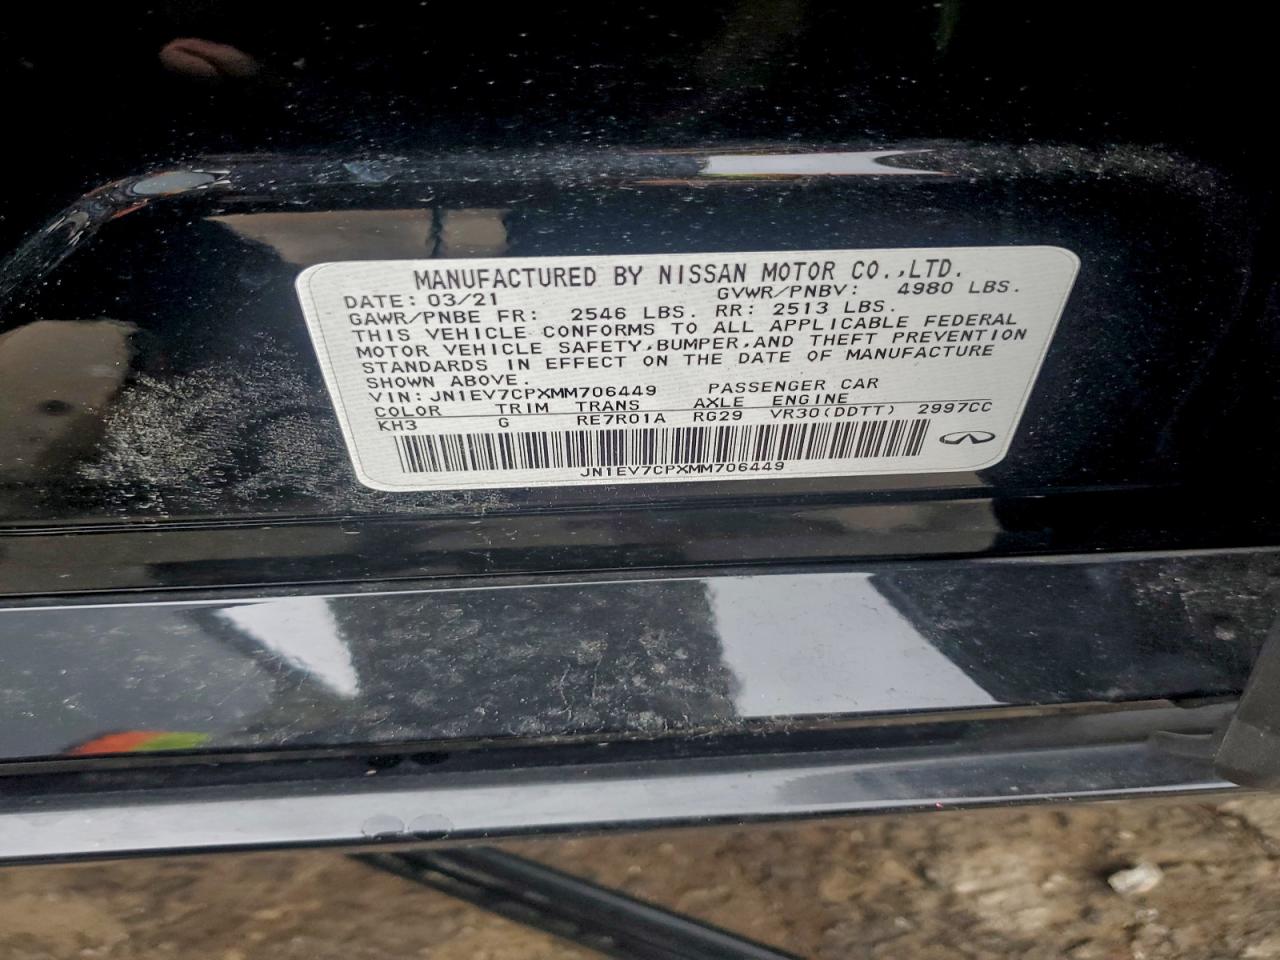 MANUFACTURED BY NISSAN MOTOR CO.,LTD.
DATE: 03/21 GVWR/PNBV: 4980 LBS.
GAWR/PNBE FR: 2546 LBS. RR: 2513 LBS.
THIS VEHICLE CONFORMS TO ALL APPLICABLE FEDERAL
MOTOR VEHICLE SAFETY,BUMPER,AND THEFT PREVENTION
STANDARDS IN EFFECT ON THE DATE OF MANUFACTURE
SHOWN ABOVE.
VIN: JN1EV7CPXMM706449 PASSENGER CAR
COLOR TRIM TRANS AXLE ENGINE
KH3 G RE7R01A RG29 VR30(DDTT) 2997CC
JN1EV7CPXMM706449